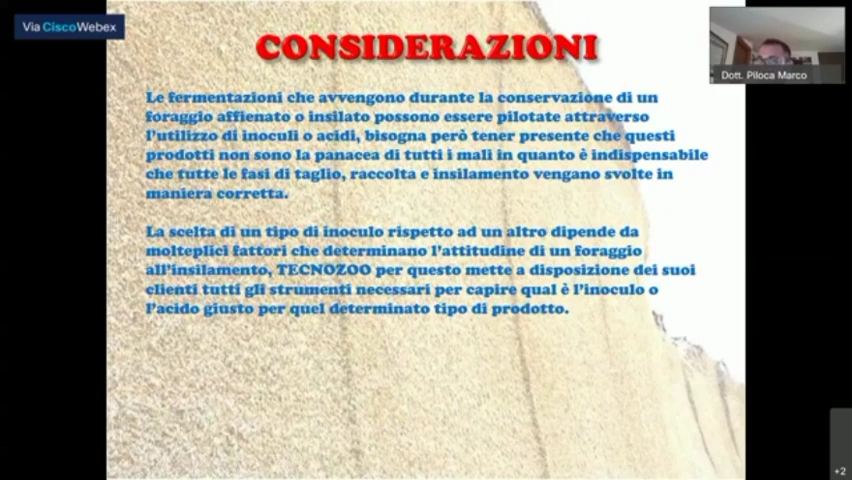 Via CiscoWebex
CONSIDERAZIONI
Dott. Piloca Marco
Le fermentazioni che avvengono durante la conservazione di un
foraggio affienato o insilato possono essere pilotate attraverso
l'utilizzo di inoculi o acidi, bisogna però tener presente che questi
prodotti non sono la panacea di tutti i mali in quanto è indispensabile
che tutte le fasi di taglio, raccolta e insilamento vengano svolte in
maniera corretta.
La scelta di un tipo di inoculo rispetto ad un altro dipende da
molteplici fattori che determinano l'attitudine di un foraggio
all'insilamento, TECNOZOO per questo mette a disposizione dei suoi
clienti tutti gli strumenti necessari per capire qual è l'inoculo o
l'acido giusto per quel determinato tipo di prodotto.
+2